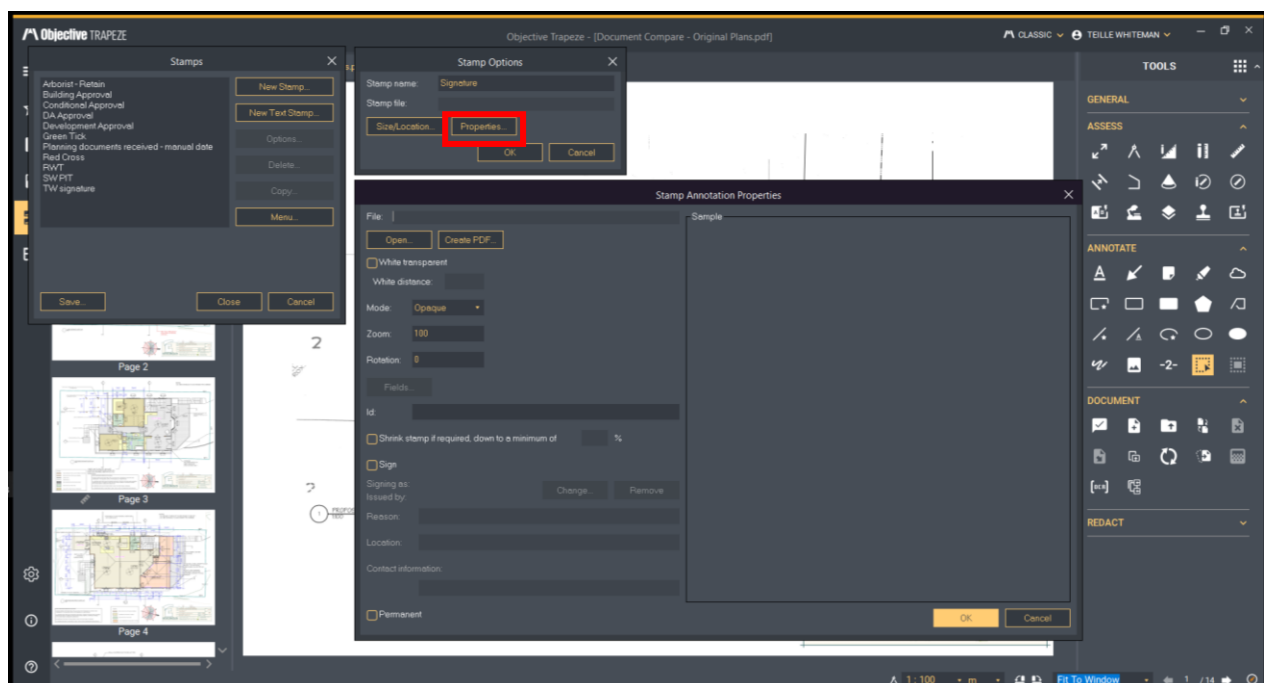 Objective TRAPEZE
Objective Trapeze - [Document Compare - Original Plans.pdf]
CLASSIC
TEILLE WHITEMAN
Stamps
Arborist - Retain
Building Approval
Conditional Approval
DA Approval
Development Approval
Green Tick
Planning documents received - manual date
Red Cross
RWT
SW PIT
TW signature
New Stamp...
New Text Stamp...
Options...
Delete...
Copy...
Menu...
Save...
Close
Cancel
Stamp Options
Stamp name: Signature
Stamp file:
Size/Location...
Properties...
OK
Cancel
Stamp Annotation Properties
File:
Open...
Create PDF...
White transparent
White distance:
Mode: Opaque
Zoom: 100
Rotation: 0
Fields...
Id:
Shrink stamp if required, down to a minimum of %
Sign
Signing as:
Issued by:
Change...
Remove
Reason:
Location:
Contact information:
Permanent
Sample
OK
Cancel
Page 2
Page 3
Page 4
2
?
1
TOOLS
GENERAL
ASSESS
ANNOTATE
A
-2-
DOCUMENT
REDACT
1 : 100
m
Fit To Window
1 / 14